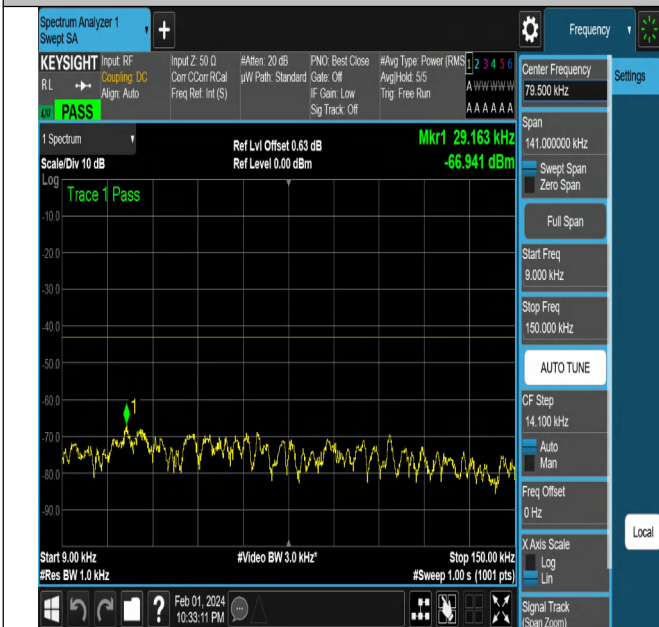 Spectrum Analyzer 1
Swept SA
+
Frequency
KEYSIGHT
RL
LXI PASS
Input: RF
Coupling: DC
Align: Auto
Input Z: 50 Ω
Corr CCorr RCal
Freq Ref: Int (S)
#Atten: 20 dB
µW Path: Standard
PNO: Best Close
Gate: Off
IF Gain: Low
Sig Track: Off
#Avg Type: Power (RMS
Avg|Hold: 5/5
Trig: Free Run
1 2 3 4 5 6
A W W W W W
A A A A A A
1 Spectrum
Scale/Div 10 dB
Ref Lvl Offset 0.63 dB
Ref Level 0.00 dBm
Mkr1 29.163 kHz
-66.941 dBm
Log
Trace 1 Pass
-10.0
-20.0
-30.0
-40.0
-50.0
-60.0
-70.0
-80.0
-90.0
1
Start 9.00 kHz
#Res BW 1.0 kHz
#Video BW 3.0 kHz*
Stop 150.00 kHz
#Sweep 1.00 s (1001 pts)
?
Feb 01, 2024
10:33:11 PM
Center Frequency
79.500 kHz
Settings
Span
141.000000 kHz
Swept Span
Zero Span
Full Span
Start Freq
9.000 kHz
Stop Freq
150.000 kHz
AUTO TUNE
CF Step
14.100 kHz
Auto
Man
Freq Offset
0 Hz
Local
X Axis Scale
Log
Lin
Signal Track
(Span Zoom)